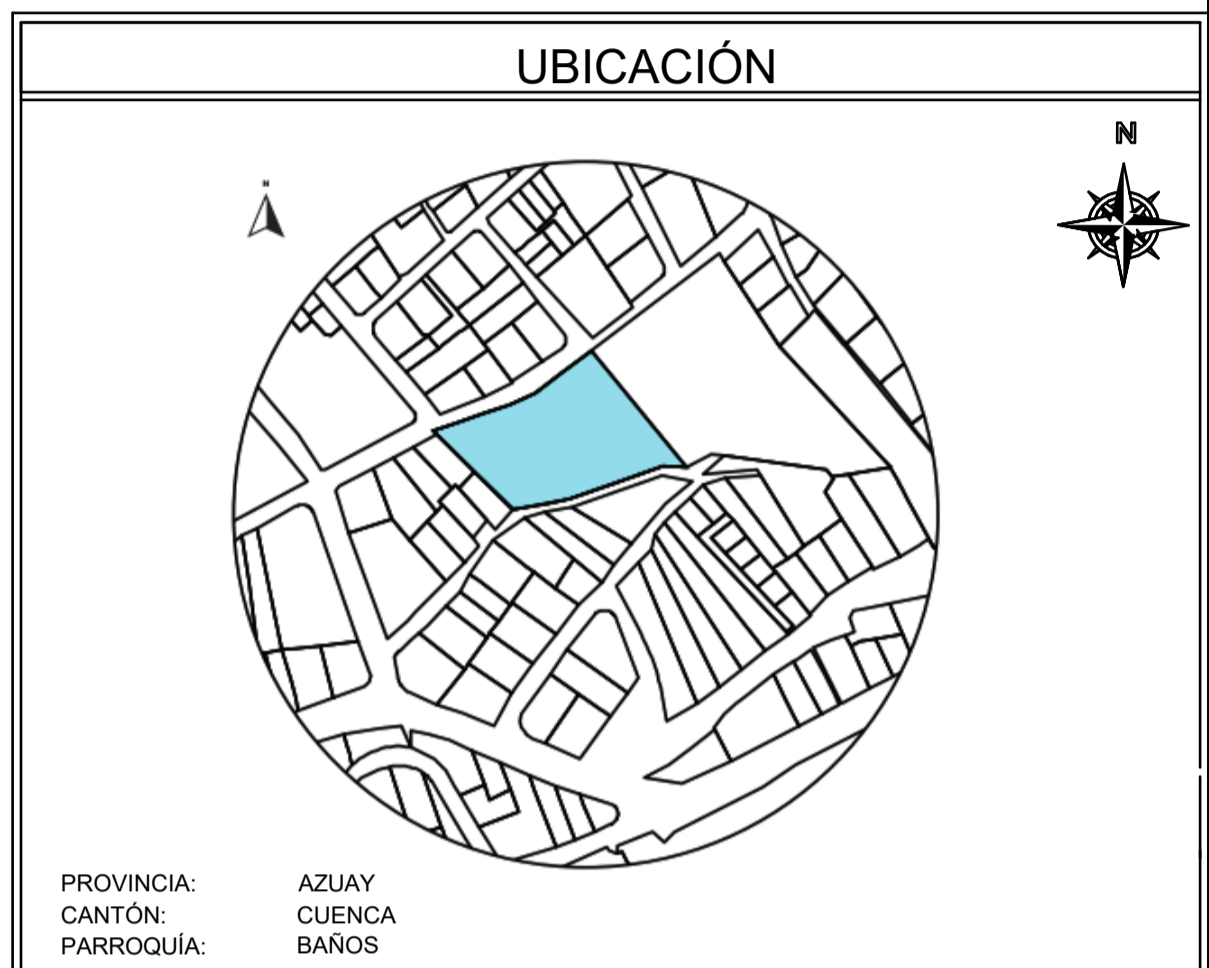 UBICACIÓN
N
N
PROVINCIA: AZUAY
CANTÓN: CUENCA
PARROQUÍA: BAÑOS